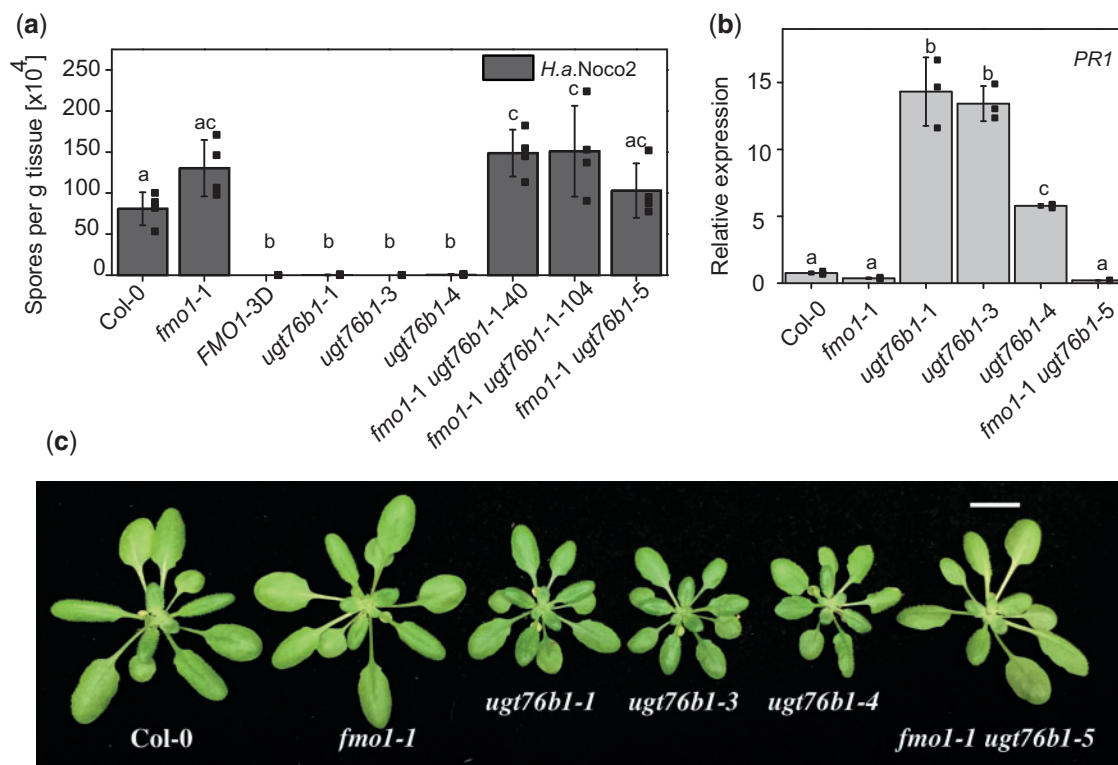 (a)
Spores per g tissue [x10⁴]
250
200
150
100
50
0
H.a.Noco2
a
ac
b
b
b
b
c
c
ac
Col-0
fmo1-1
FMO1-3D
ugt76b1-1
ugt76b1-3
ugt76b1-4
fmo1-1 ugt76b1-1-40
fmo1-1 ugt76b1-1-104
fmo1-1 ugt76b1-5
(b)
Relative expression
15
10
5
0
PR1
a
a
b
b
c
a
Col-0
fmo1-1
ugt76b1-1
ugt76b1-3
ugt76b1-4
fmo1-1 ugt76b1-5
(c)
Col-0
fmo1-1
ugt76b1-1
ugt76b1-3
ugt76b1-4
fmo1-1 ugt76b1-5